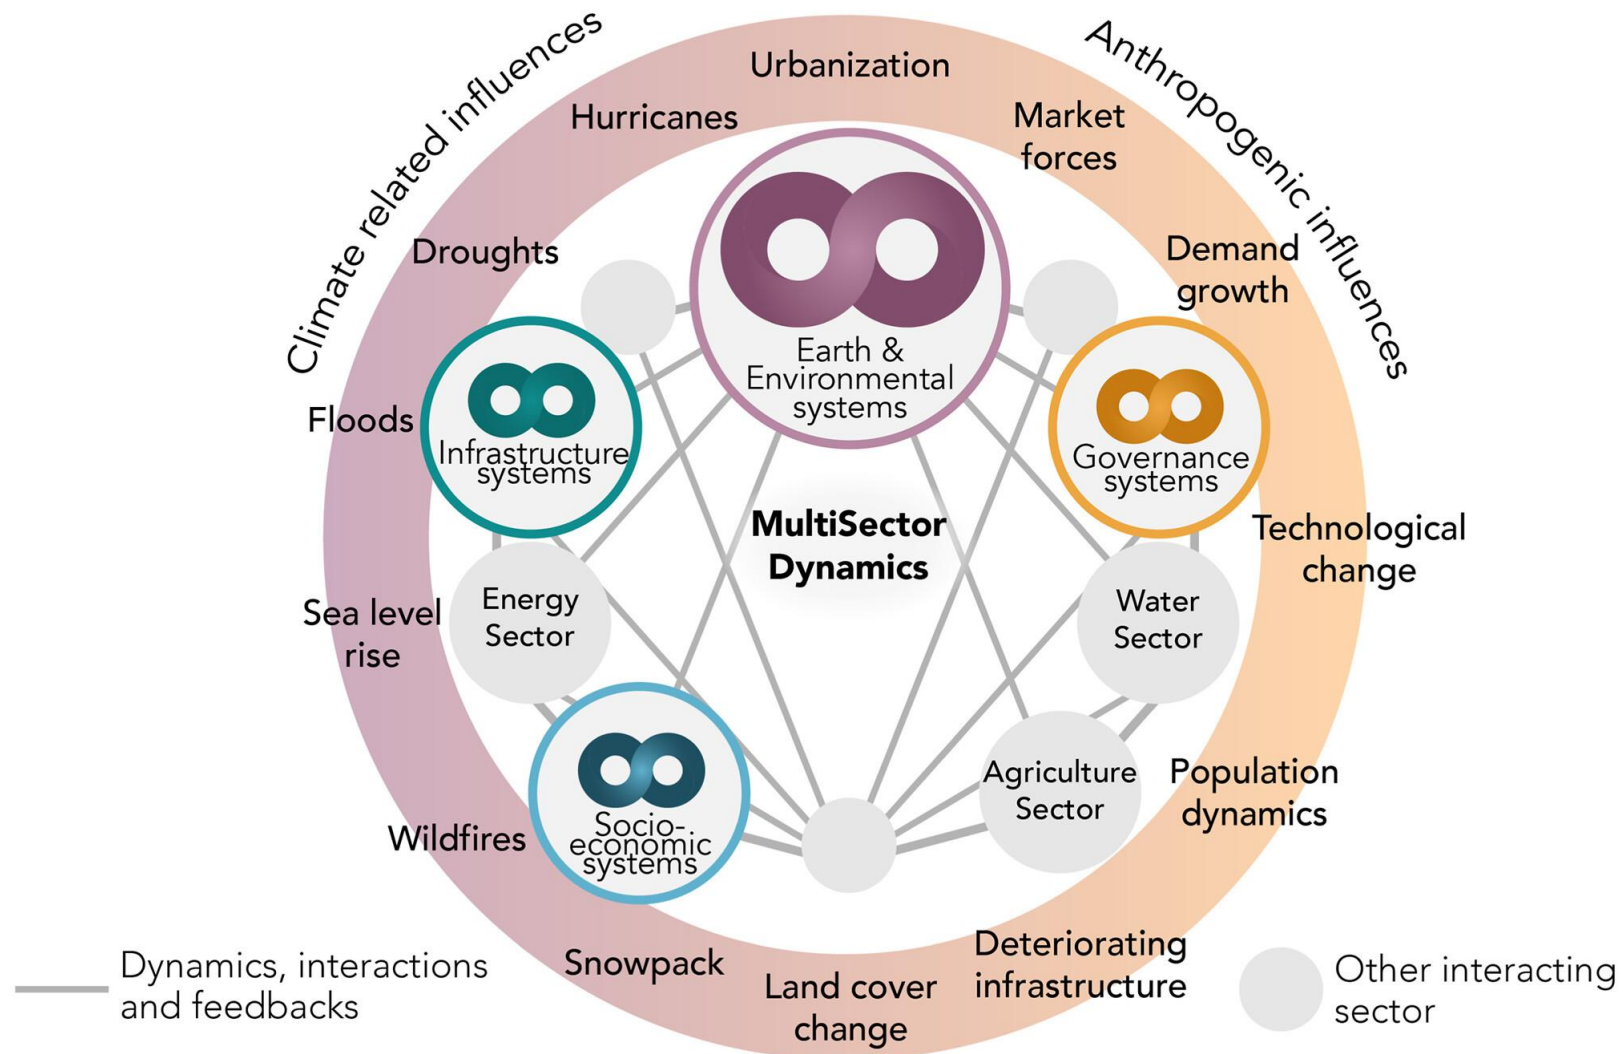 Climate related influences
Anthropogenic influences
Urbanization
Hurricanes
Market
forces
Droughts
Demand
growth
Earth &
Environmental
systems
Floods
Infrastructure
systems
Governance
systems
MultiSector
Dynamics
Technological
change
Sea level
rise
Energy
Sector
Water
Sector
Agriculture
Sector
Population
dynamics
Wildfires
Socio-
economic
systems
Snowpack
Land cover
change
Deteriorating
infrastructure
Dynamics, interactions
and feedbacks
Other interacting
sector